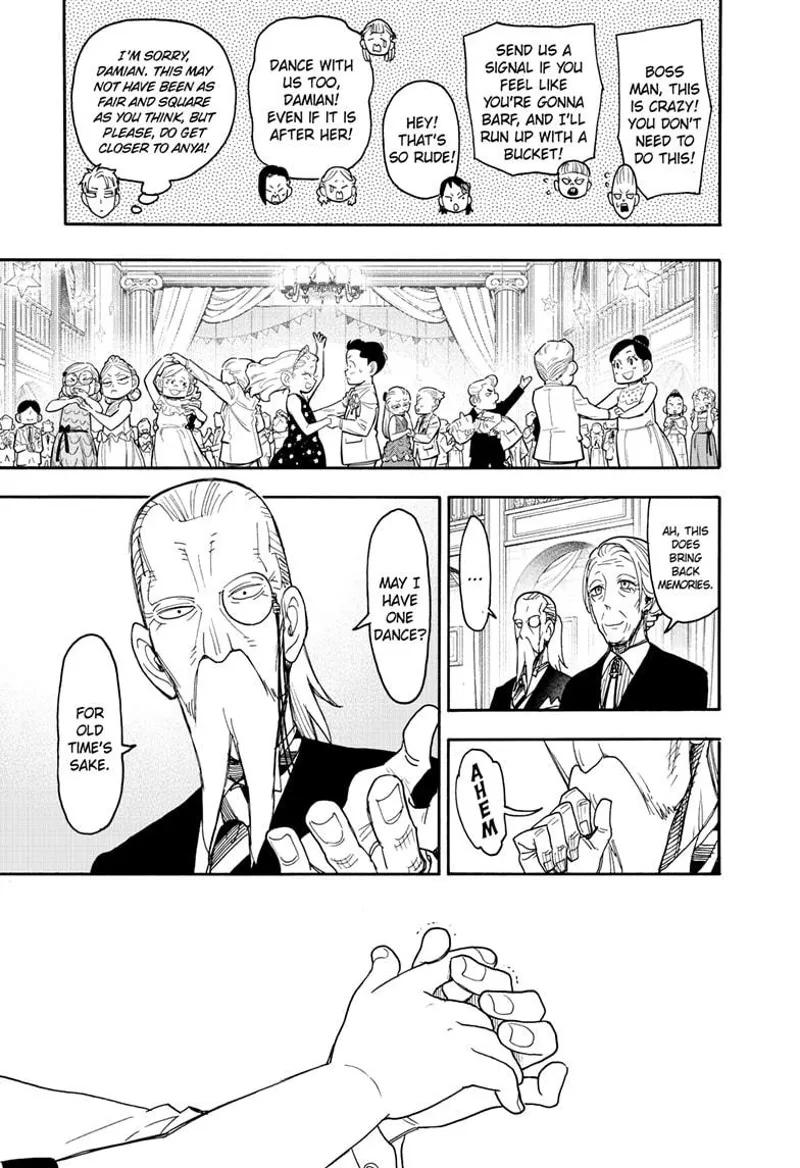 BOSS
MAN, THIS
IS CRAZY!
YOU DON'T
NEED TO
DO THIS!
SEND US A
SIGNAL IF YOU
FEEL LIKE
YOU'RE GONNA
BARF, AND I'LL
RUN UP WITH A
BUCKET!
HEY!
THAT'S
SO RUDE!
DANCE WITH
US TOO,
DAMIAN!
EVEN IF IT IS
AFTER HER!
I'M SORRY,
DAMIAN. THIS MAY
NOT HAVE BEEN AS
FAIR AND SQUARE
AS YOU THINK, BUT
PLEASE, DO GET
CLOSER TO ANYA!
AH, THIS
DOES
BRING
BACK
MEMORIES.
...
AHEM
MAY I
HAVE
ONE
DANCE?
FOR
OLD
TIME'S
SAKE.